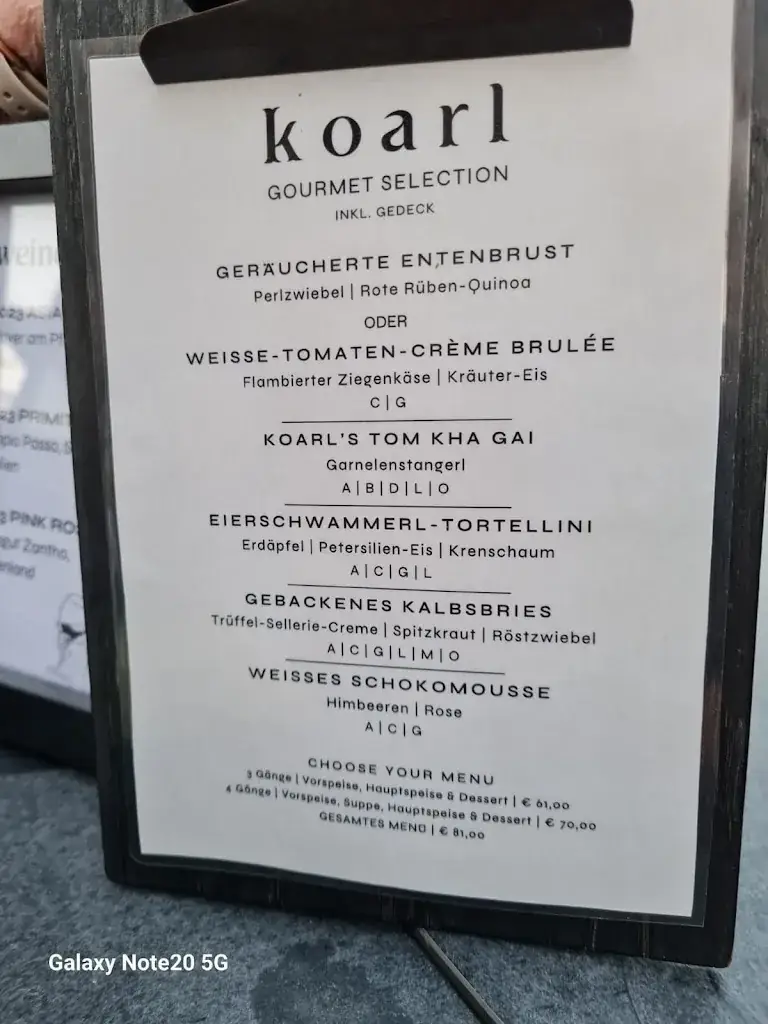 koarl
GOURMET SELECTION
INKL. GEDECK
GERÄUCHERTE ENTENBRUST
Perlzwiebel | Rote Rüben-Quinoa
ODER
WEISSE-TOMATEN-CRÈME BRULÉE
Flambierter Ziegenkäse | Kräuter-Eis
C | G
KOARL'S TOM KHA GAI
Garnelenstangerl
A | B | D | L | O
EIERSCHWAMMERL-TORTELLINI
Erdäpfel | Petersilien-Eis | Krenschaum
A | C | G | L
GEBACKENES KALBSBRIES
Trüffel-Sellerie-Creme | Spitzkraut | Röstzwiebel
A | C | G | L | M | O
WEISSES SCHOKOMOUSSE
Himbeeren | Rose
A | C | G
CHOOSE YOUR MENU
3 Gänge | Vorspeise, Hauptspeise & Dessert | € 61,00
4 Gänge | Vorspeise, Suppe, Hauptspeise & Dessert | € 70,00
GESAMTES MENÜ | € 81,00
am
PINK
Zantho,
Galaxy Note20 5G